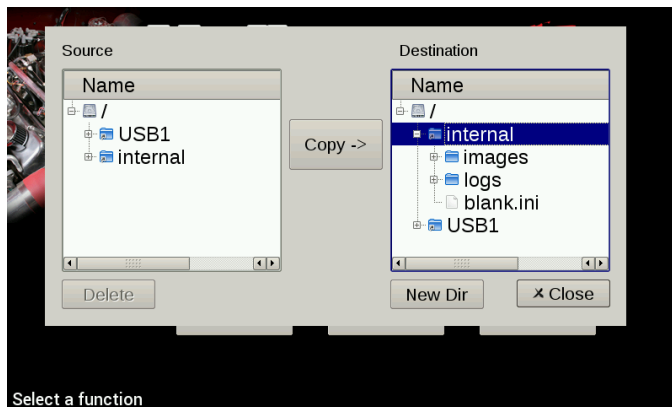 Source
Destination
Name
/
USB1
internal
Copy ->
Name
/
internal
images
logs
blank.ini
USB1
Delete
New Dir
Close
Select a function